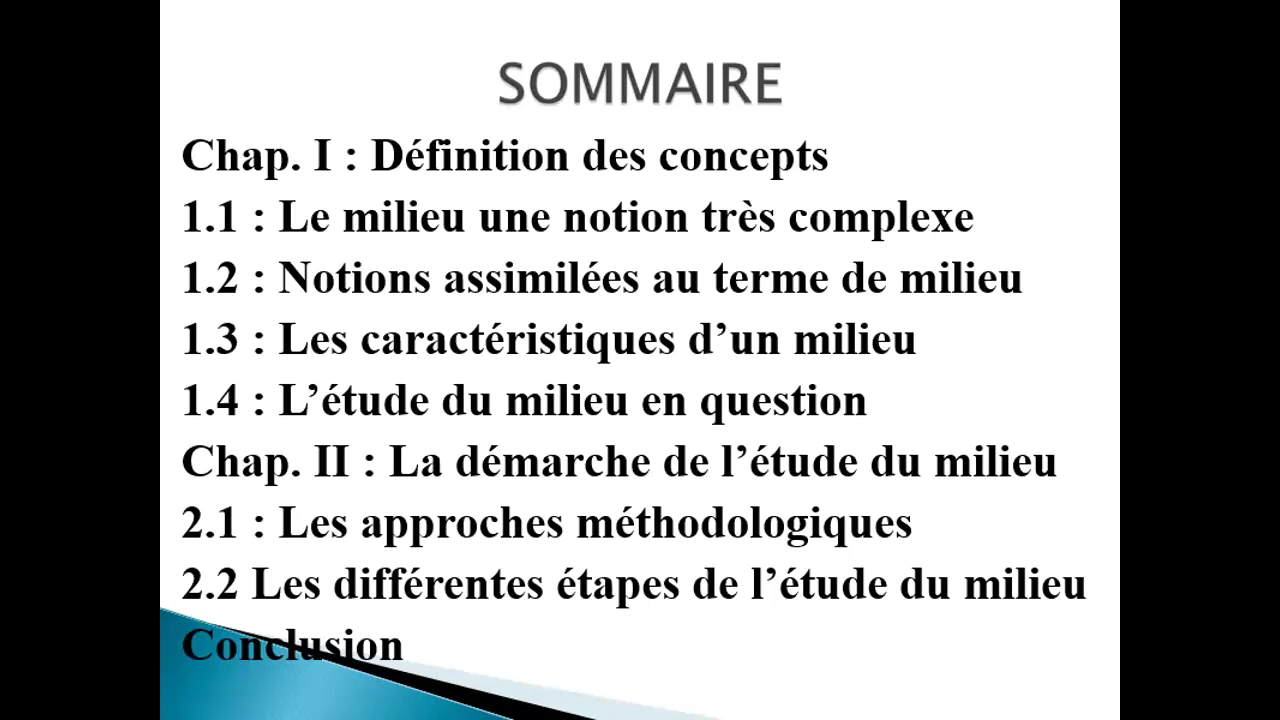 SOMMAIRE
Chap. I : Définition des concepts
1.1 : Le milieu une notion très complexe
1.2 : Notions assimilées au terme de milieu
1.3 : Les caractéristiques d’un milieu
1.4 : L’étude du milieu en question
Chap. II : La démarche de l’étude du milieu
2.1 : Les approches méthodologiques
2.2 Les différentes étapes de l’étude du milieu
Conclusion